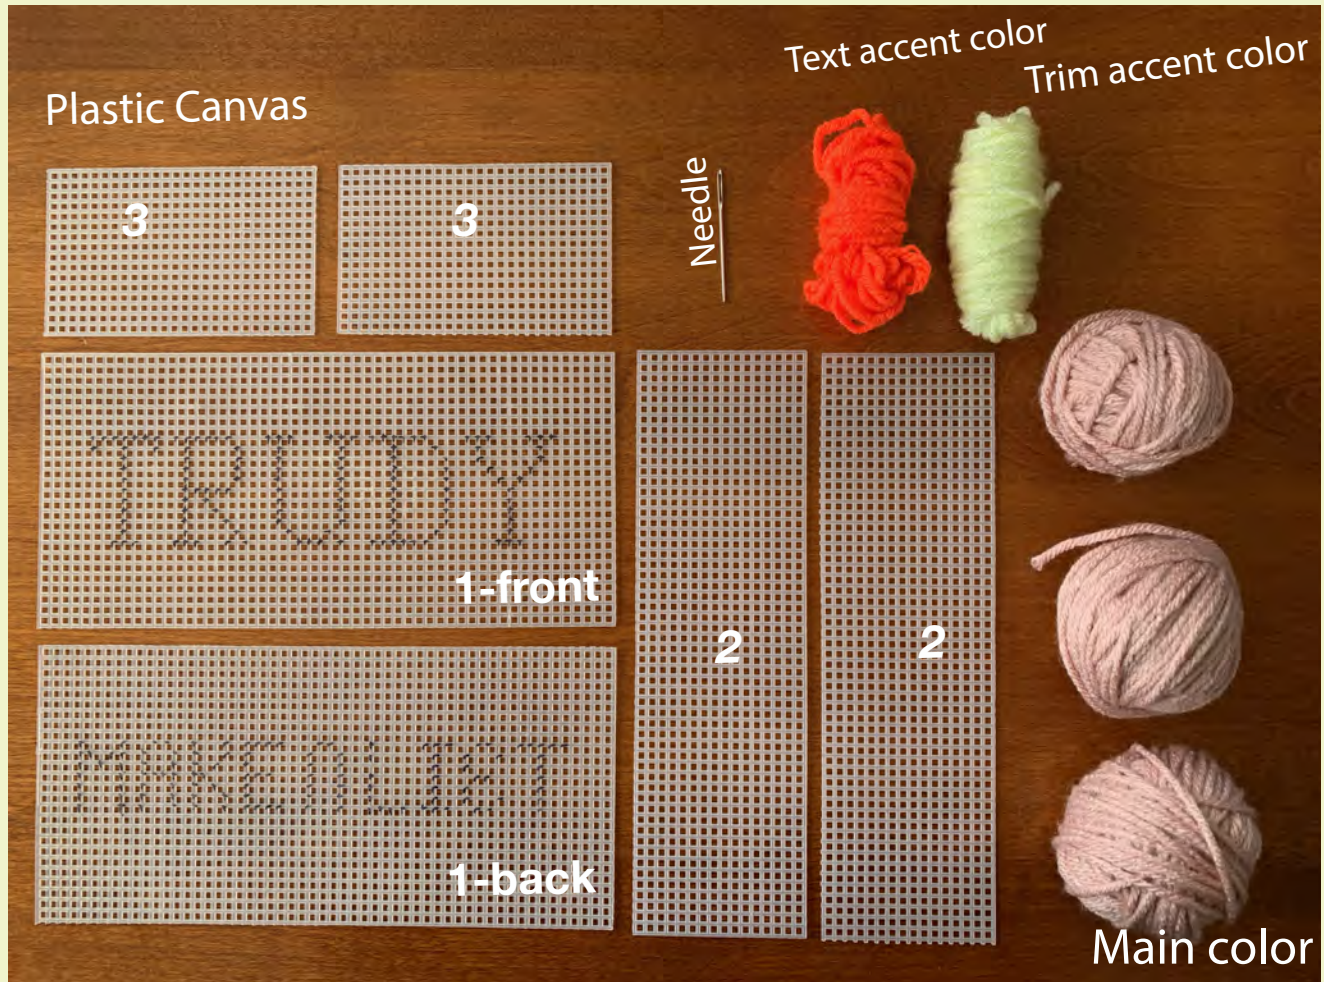 Text accent color
Trim accent color
Plastic Canvas
3
3
Needle
TRUDY
1-front
2
2
1-back
Main color